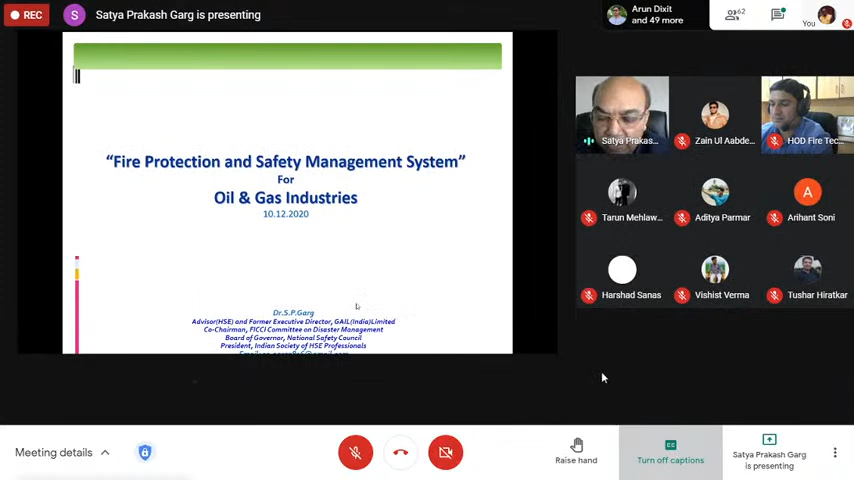 REC
S
Satya Prakash Garg is presenting
Arun Dixit
and 49 more
62
You
"Fire Protection and Safety Management System"
For
Oil & Gas Industries
10.12.2020
Dr.S.P.Garg
Advisor(HSE) and Former Executive Director, GAIL(India)Limited
Co-Chairman, FICCI Committee on Disaster Management
Board of Governor, National Safety Council
President, Indian Society of HSE Professionals
Satya Prakas...
Zain Ul Aabde...
HOD Fire Tec...
Tarun Mehlaw...
Aditya Parmar
A
Arihant Soni
Harshad Sanas
Vishist Verma
Tushar Hiratkar
Meeting details
Raise hand
CC
Turn off captions
Satya Prakash Garg
is presenting